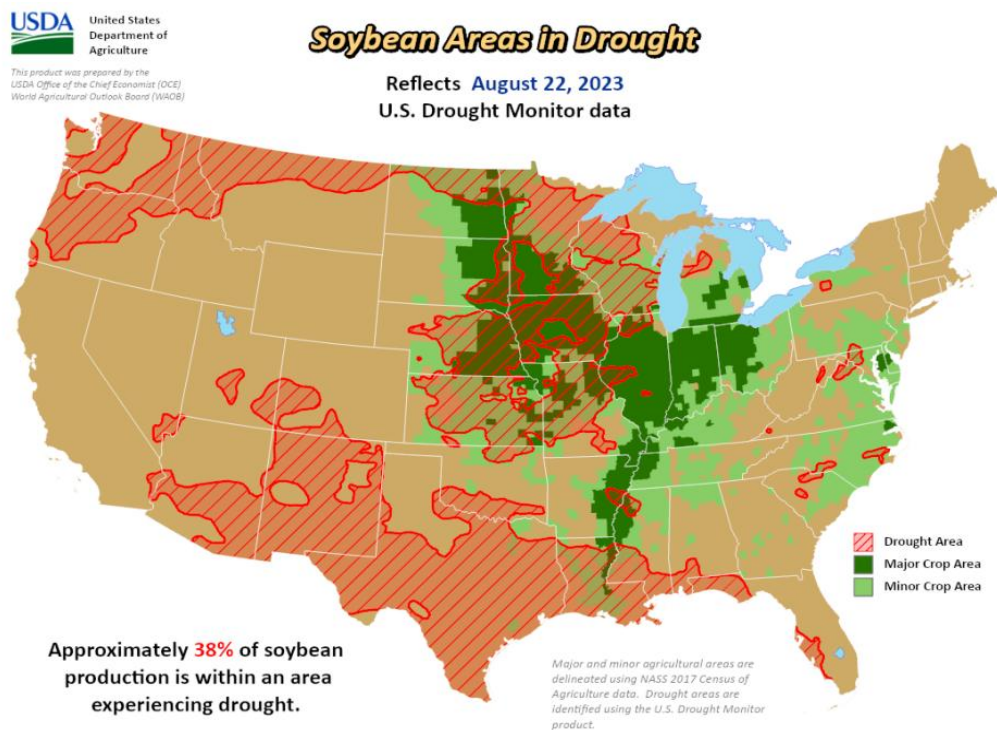 USDA
United States
Department of
Agriculture
This product was prepared by the
USDA Office of the Chief Economist (OCE)
World Agricultural Outlook Board (WAOB)
Soybean Areas in Drought
Reflects August 22, 2023
U.S. Drought Monitor data
Drought Area
Major Crop Area
Minor Crop Area
Approximately 38% of soybean
production is within an area
experiencing drought.
Major and minor agricultural areas are
delineated using NASS 2017 Census of
Agriculture data. Drought areas are
identified using the U.S. Drought Monitor
product.